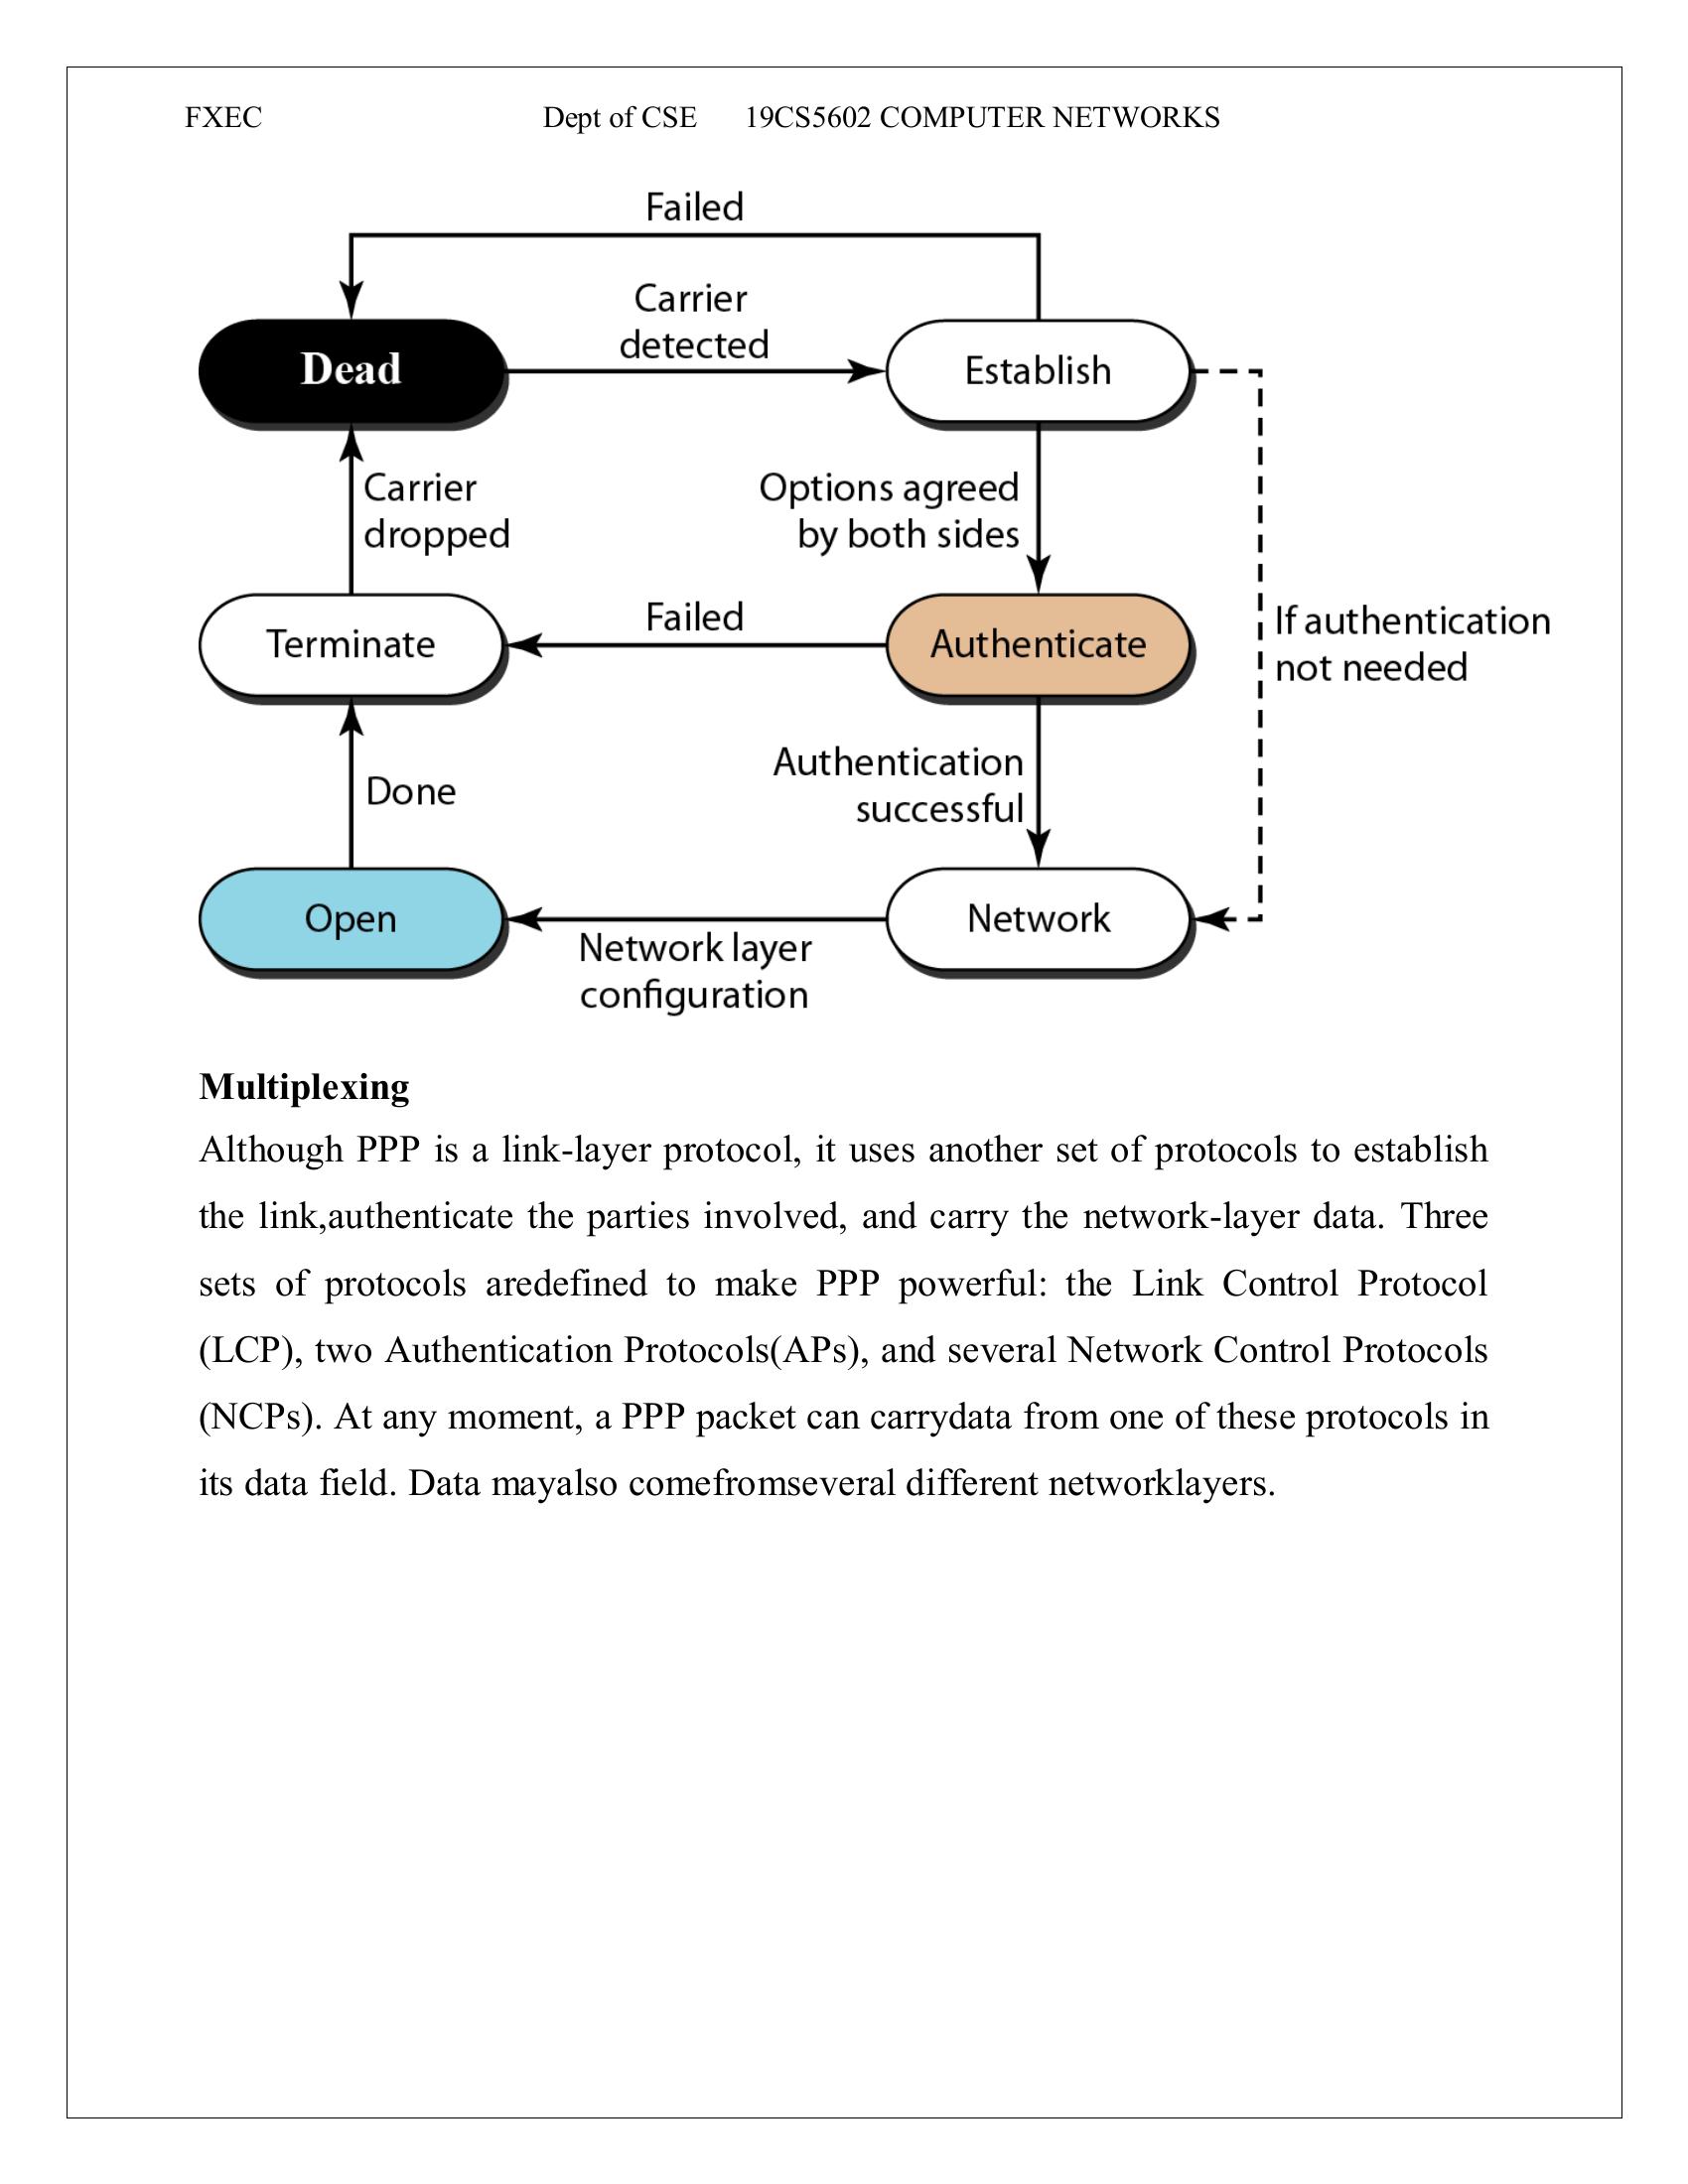 FXEC Dept of CSE 19CS5602 COMPUTER NETWORKS
Failed
Carrier
detected
Dead
Establish
Carrier
dropped
Options agreed
by both sides
If authentication
not needed
Terminate
Failed
Authenticate
Authentication
successful
Done
Open
Network
Network layer
configuration
Multiplexing
Although PPP is a link-layer protocol, it uses another set of protocols to establish
the link,authenticate the parties involved, and carry the network-layer data. Three
sets of protocols aredefined to make PPP powerful: the Link Control Protocol
(LCP), two Authentication Protocols(APs), and several Network Control Protocols
(NCPs). At any moment, a PPP packet can carrydata from one of these protocols in
its data field. Data mayalso comefromseveral different networklayers.